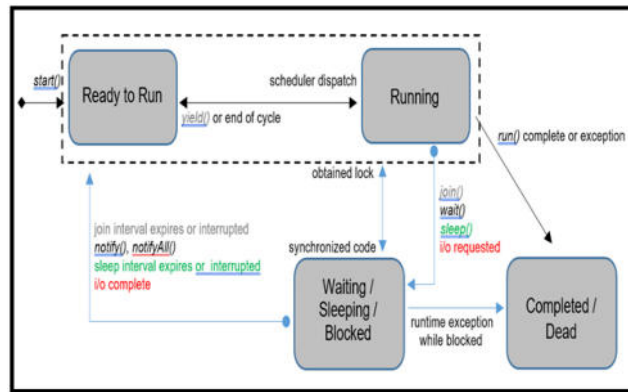 start()
Ready to Run
scheduler dispatch
yield() or end of cycle
Running
run() complete or exception
obtained lock
join()
wait()
sleep()
i/o requested
join interval expires or interrupted
notify(), notifyAll()
sleep interval expires or interrupted
i/o complete
synchronized code
Waiting /
Sleeping /
Blocked
runtime exception
while blocked
Completed /
Dead